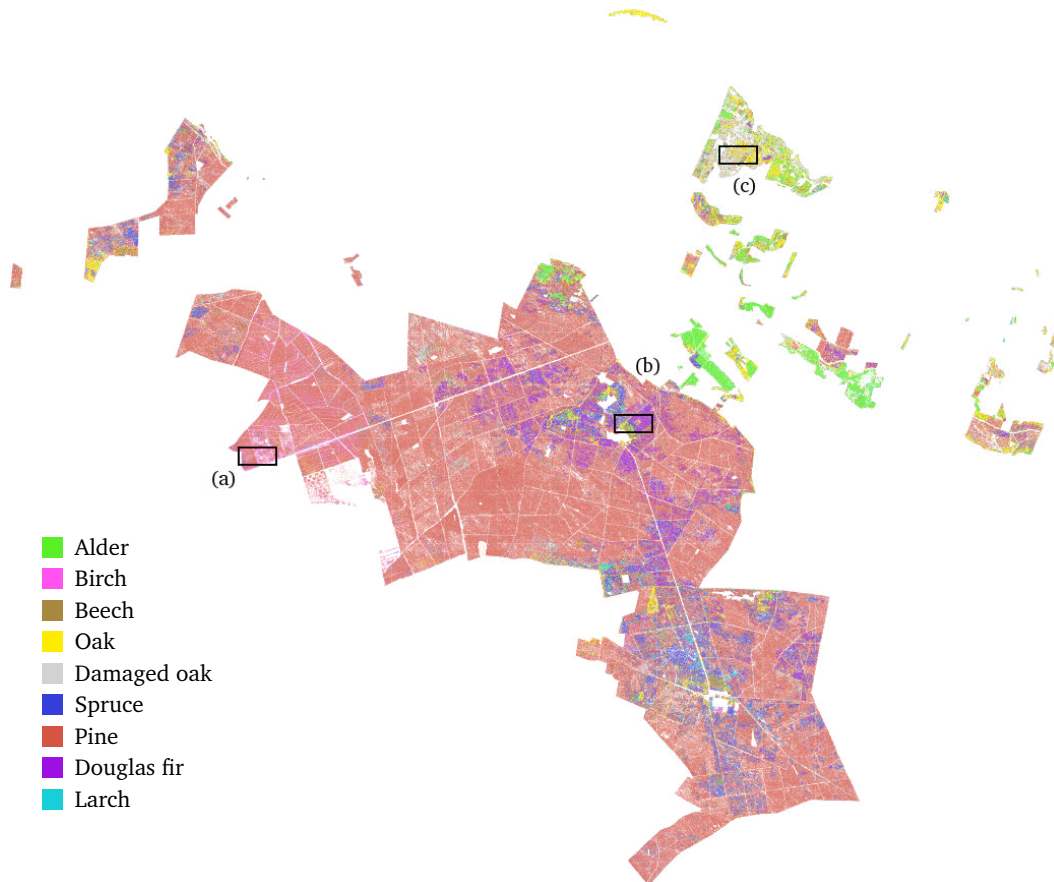 (c)
(b)
(a)
Alder
Birch
Beech
Oak
Damaged oak
Spruce
Pine
Douglas fir
Larch